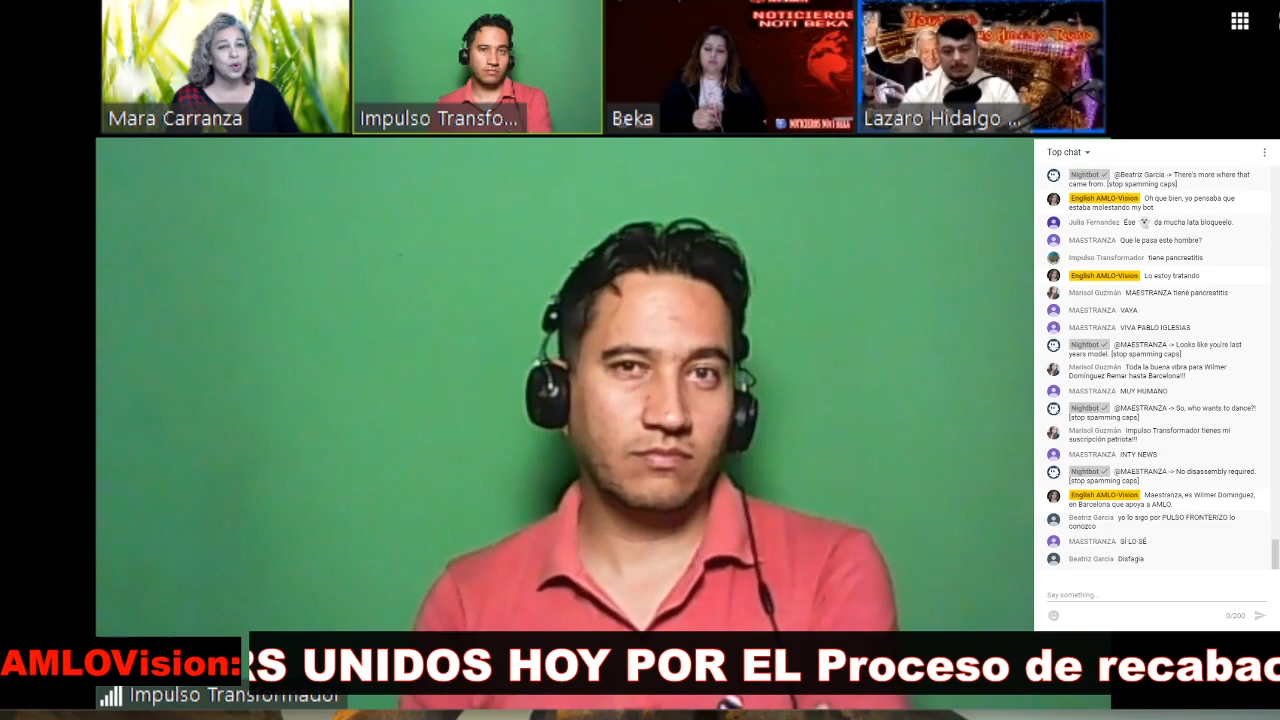 NOTICIEROS
NOTI BEKA
Mara Carranza
Impulso Transfo...
Beka
NOTICIEROS NOTI BEKA
Lazaro Hidalgo ...
Top chat
Nightbot @Beatriz Garcia -> There's more where that
came from. [stop spamming caps]
English AMLO-Vision Oh que bien, yo pensaba que
estaba molestando my bot
Julia Fernandez Ése da mucha lata bloqueelo.
MAESTRANZA Que le pasa este hombre?
Impulso Transformador tiene pancreatitis
English AMLO-Vision Lo estoy tratando
Marisol Guzmán MAESTRANZA tiene pancreatitis
MAESTRANZA VAYA
MAESTRANZA VIVA PABLO IGLESIAS
Nightbot @MAESTRANZA -> Looks like you're last
years model. [stop spamming caps]
Marisol Guzmán Toda la buena vibra para Wilmer
Domínguez Remar hasta Barcelona!!!
MAESTRANZA MUY HUMANO
Nightbot @MAESTRANZA -> So, who wants to dance?!
[stop spamming caps]
Marisol Guzmán Impulso Transformador tienes mi
suscripción patriota!!!
MAESTRANZA INTY NEWS
Nightbot @MAESTRANZA -> No disassembly required.
[stop spamming caps]
English AMLO-Vision Maestranza, es Wilmer Dominguez,
en Barcelona que apoya a AMLO.
Beatriz Garcia yo lo sigo por PULSO FRONTERIZO lo
conozco
MAESTRANZA SÍ LO SÉ
Beatriz Garcia Disfagia
Say something...
0/200
AMLOVision: RS UNIDOS HOY POR EL Proceso de recabac
Impulso Transformador